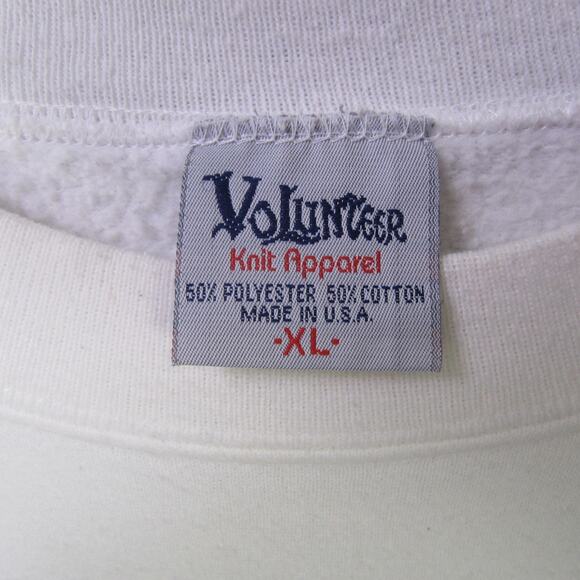 VOLUNTEER
Knit Apparel
50% POLYESTER 50% COTTON
MADE IN U.S.A.
-XL-